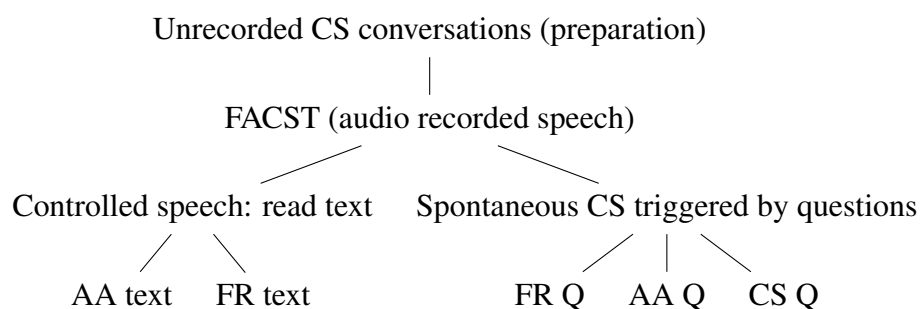 Unrecorded CS conversations (preparation)
FACST (audio recorded speech)
Controlled speech: read text Spontaneous CS triggered by questions
AA text FR text FR Q AA Q CS Q